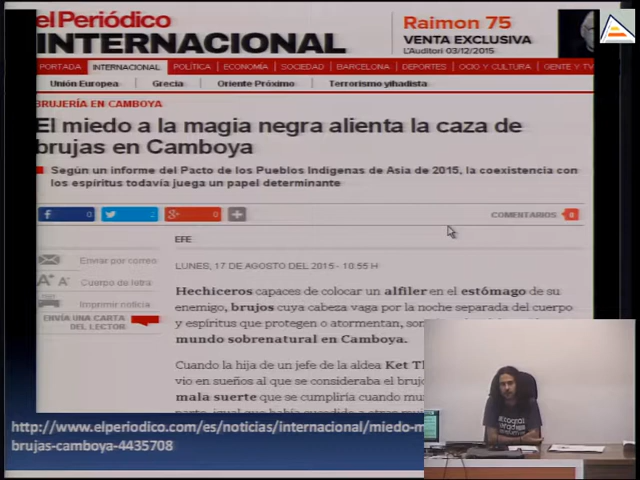 el Periódico
INTERNACIONAL
Raimon 75
VENTA EXCLUSIVA
L'Auditori 03/12/2015
PORTADA INTERNACIONAL POLÍTICA ECONOMÍA SOCIEDAD BARCELONA DEPORTES OCIO Y CULTURA GENTE Y TV
Unión Europea Grecia Oriente Próximo Terrorismo yihadista
BRUJERÍA EN CAMBOYA
El miedo a la magia negra alienta la caza de
brujas en Camboya
Según un informe del Pacto de los Pueblos Indígenas de Asia de 2015, la coexistencia con
los espíritus todavía juega un papel determinante
f 0 g+ 0 +
COMENTARIOS 0
EFE
LUNES, 17 DE AGOSTO DEL 2015 - 10:55 H
Enviar por correo
A+ A- Cuerpo de letra
Imprimir noticia
ENVÍA UNA CARTA
DEL LECTOR
Hechiceros capaces de colocar un alfiler en el estómago de su
enemigo, brujos cuya cabeza vaga por la noche separada del cuerpo
y espíritus que protegen o atormentan, son
mundo sobrenatural en Camboya.
Cuando la hija de un jefe de la aldea Ket
vio en sueños al que se consideraba el
mala suerte que se cumpliría cuando
http://www.elperiodico.com/es/noticias/internacional/miedo-
brujas-camboya-4435708